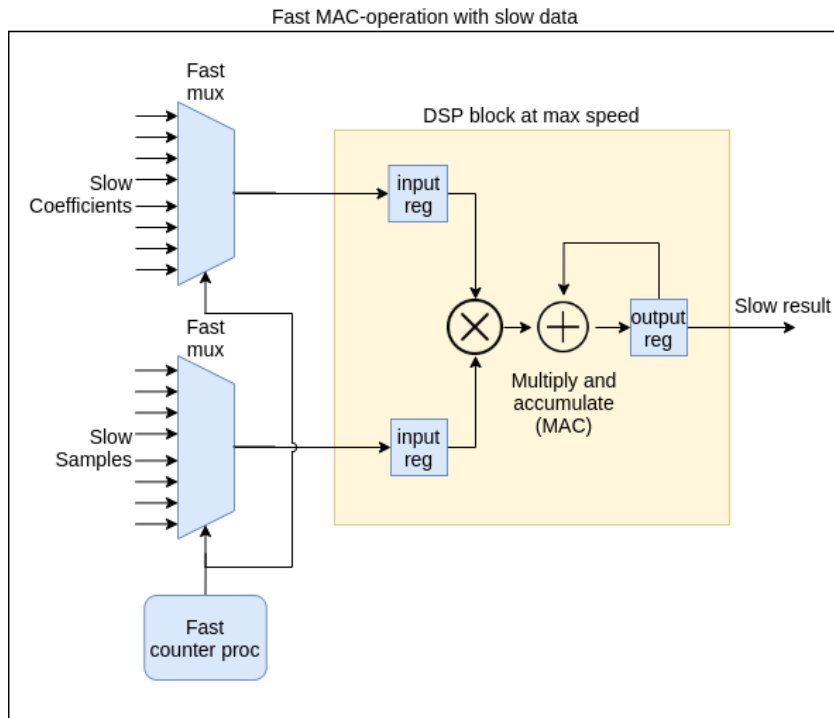 Fast MAC-operation with slow data
Fast
mux
DSP block at max speed
Slow
Coefficients
input
reg
Fast
mux
output
reg
Slow result
Multiply and
accumulate
(MAC)
Slow
Samples
input
reg
Fast
counter proc